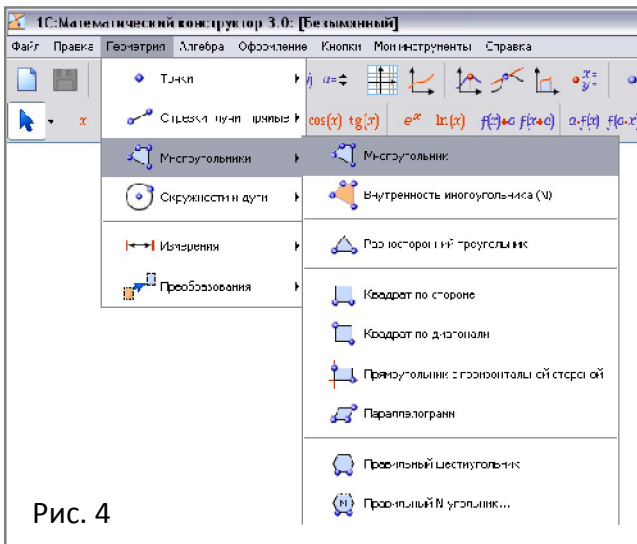 1С:Математический конструктор 3.0: [Безымянный]
Файл Правка Геометрия Алгебра Оформление Кнопки Мои инструменты Справка
Точки
a= x= y=
Отрезки, лучи, прямые
x cos(x) tg(x) eˣ ln(x) f(x)+a f(x+a) a·f(x) f(a·x)
Многоугольники
Многоугольник
Окружности и дуги
Внутренность многоугольника (N)
Измерения
Равносторонний треугольник
Преобразования
Квадрат по стороне
Квадрат по диагонали
Прямоугольник с горизонтальной стороной
Параллелограмм
Правильный шестиугольник
Правильный N-угольник...
Рис. 4